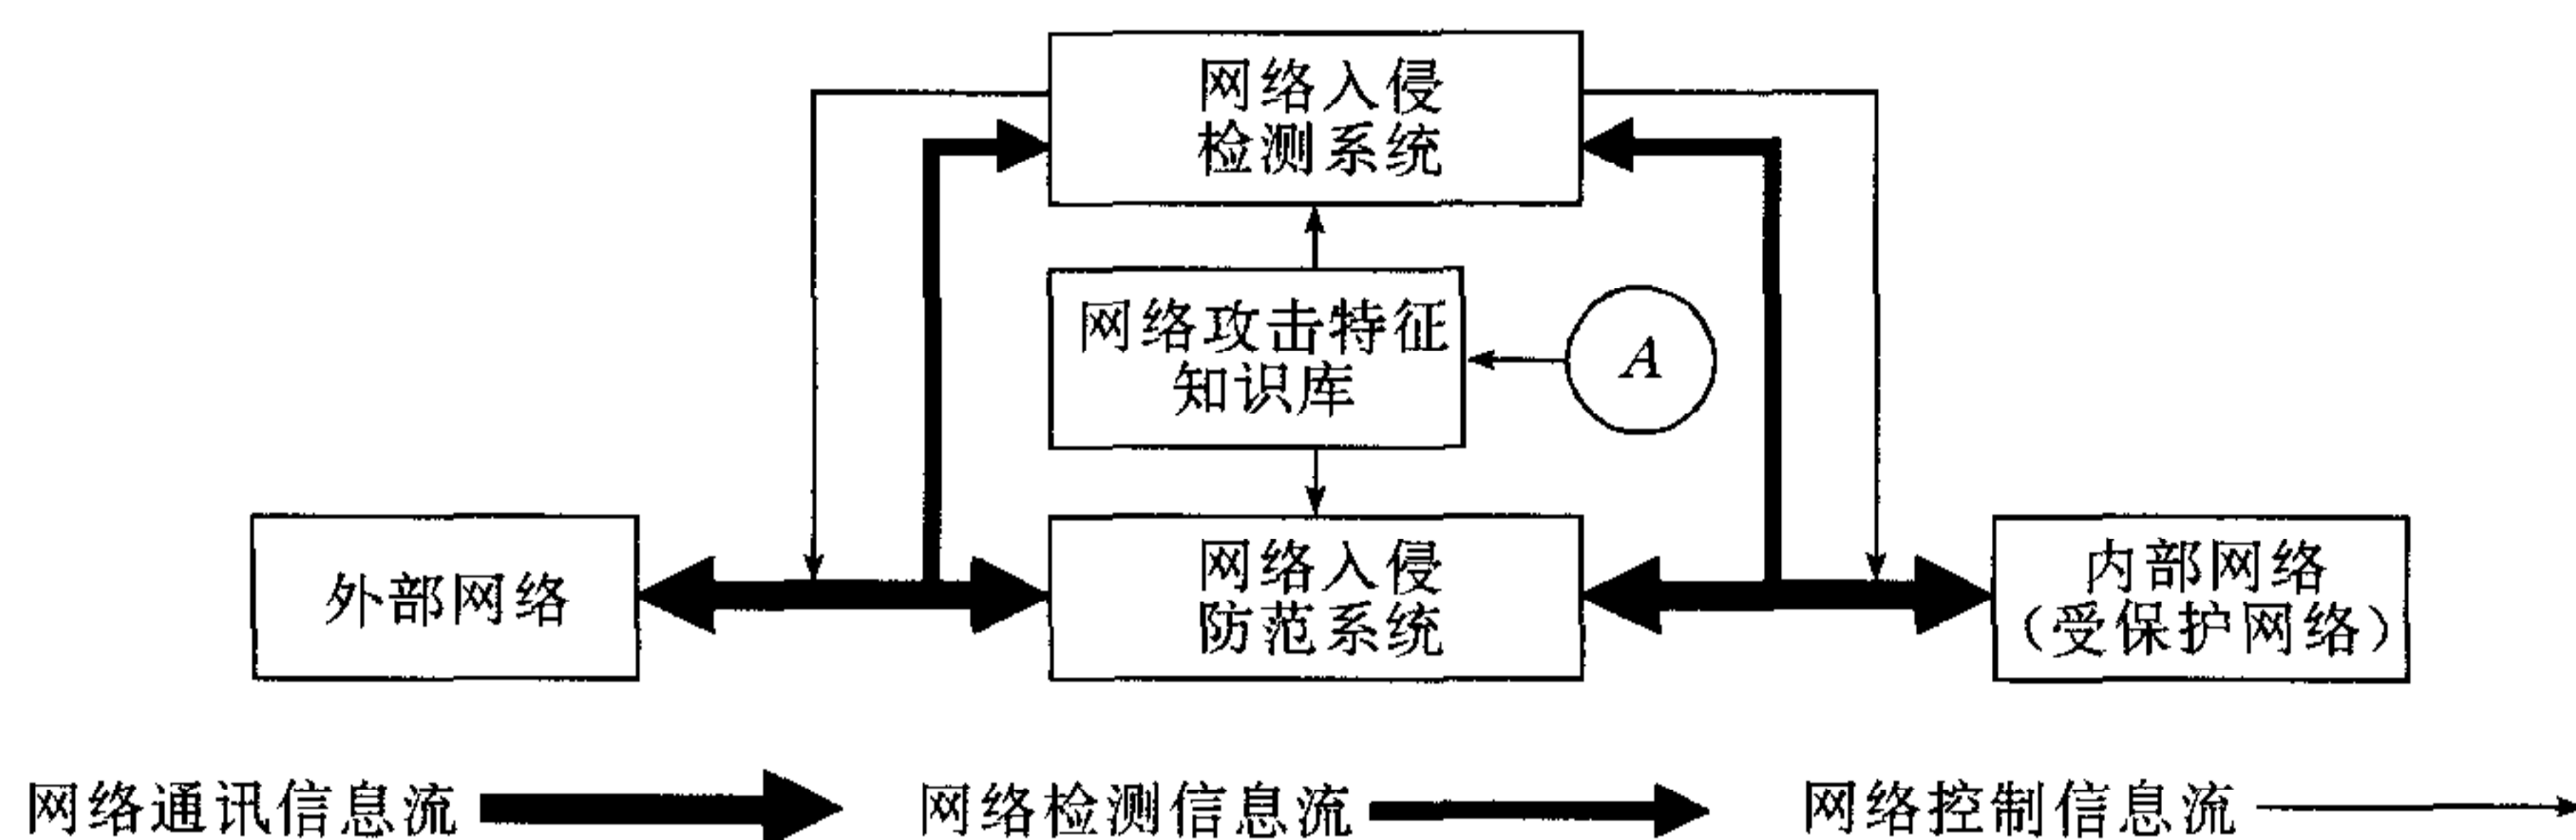 网络入侵
检测系统
网络攻击特征
知识库
A
外部网络
网络入侵
防范系统
内部网络
(受保护网络)
网络通讯信息流
网络检测信息流
网络控制信息流